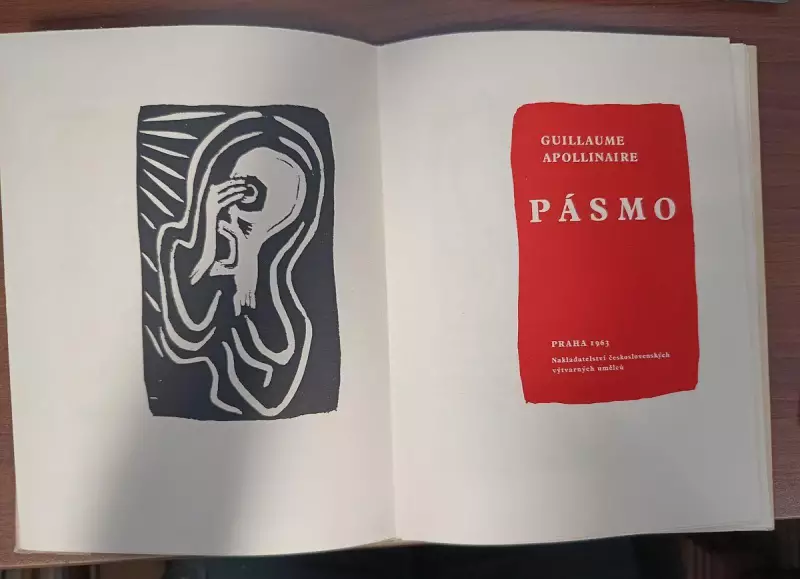 GUILLAUME
APOLLINAIRE
PÁSMO
PRAHA 1963
Nakladatelství československých
výtvarných umělců